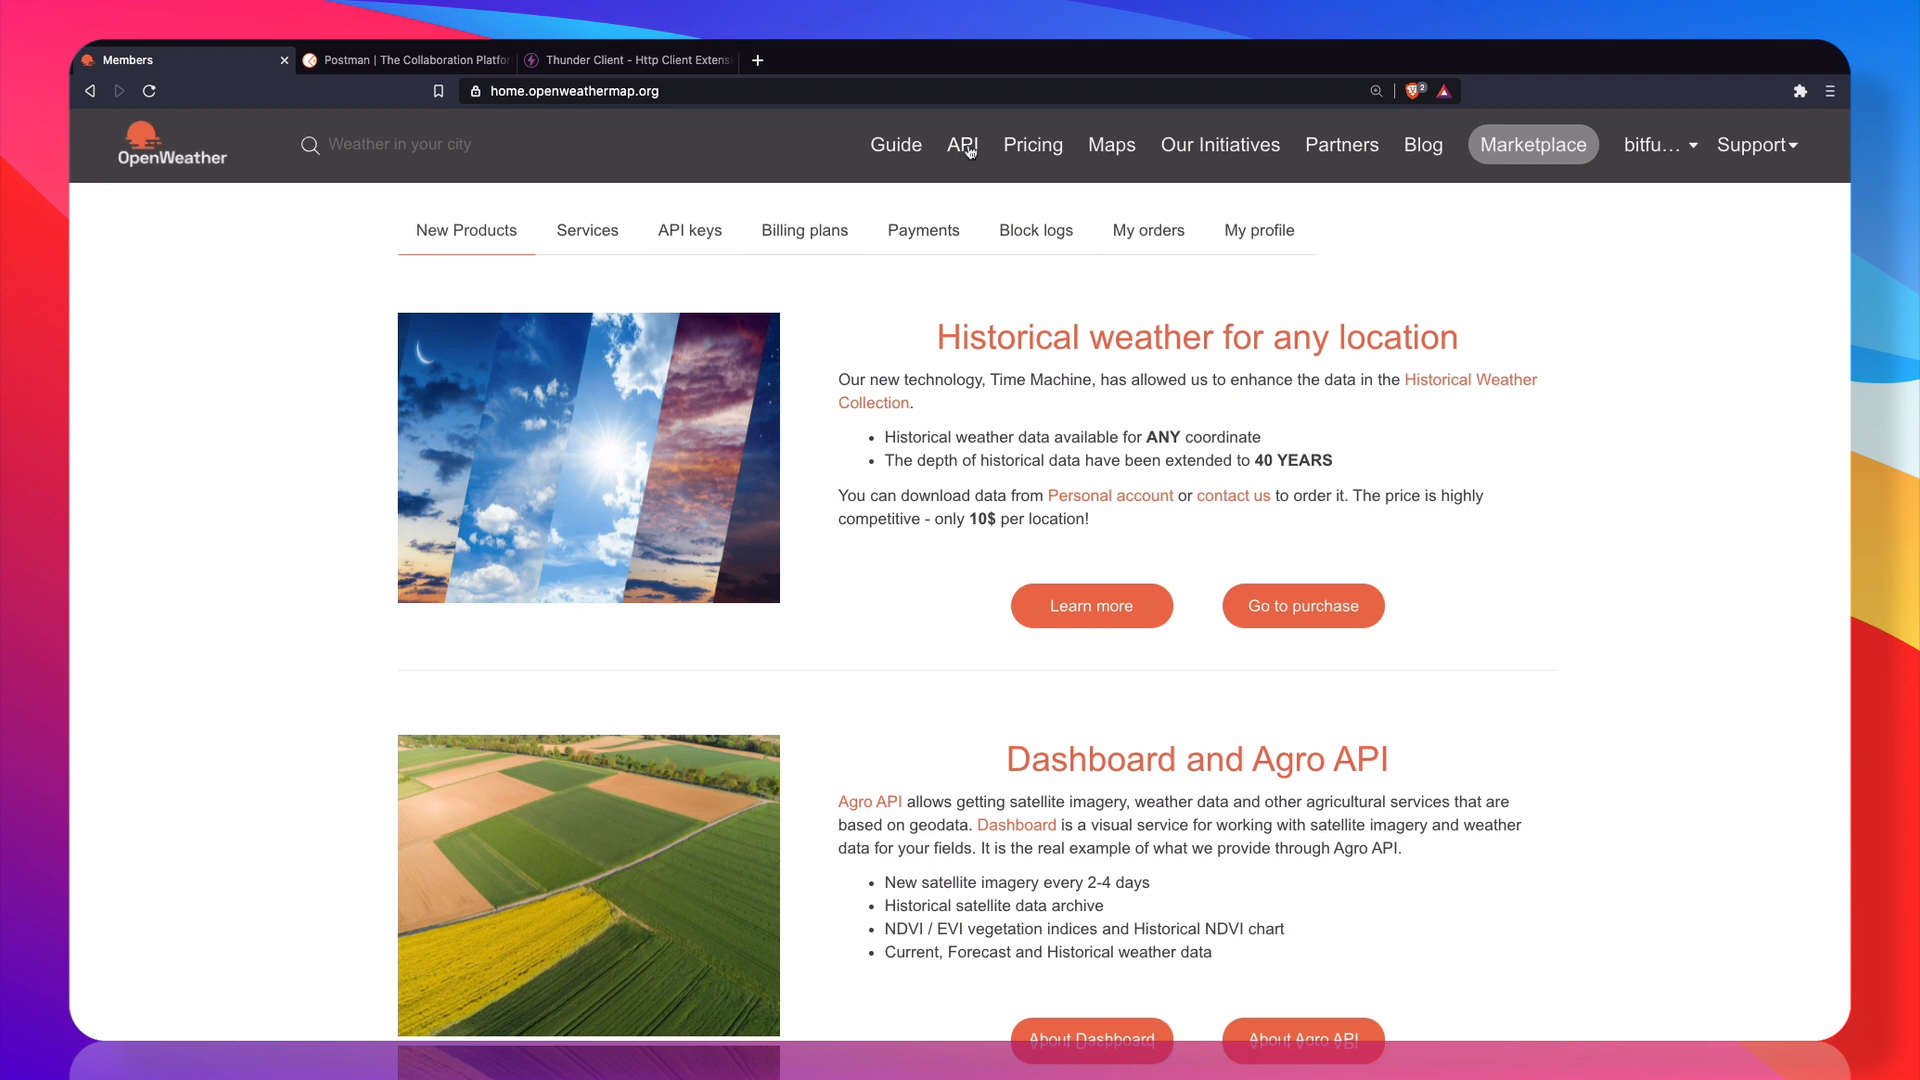 Members
Postman | The Collaboration Platfor
Thunder Client - Http Client Extens
home.openweathermap.org
2
OpenWeather
Weather in your city
Guide
API
Pricing
Maps
Our Initiatives
Partners
Blog
Marketplace
bitfu...
Support
New Products
Services
API keys
Billing plans
Payments
Block logs
My orders
My profile
Historical weather for any location
Our new technology, Time Machine, has allowed us to enhance the data in the Historical Weather
Collection.
• Historical weather data available for ANY coordinate
• The depth of historical data have been extended to 40 YEARS
You can download data from Personal account or contact us to order it. The price is highly
competitive - only 10$ per location!
Learn more
Go to purchase
Dashboard and Agro API
Agro API allows getting satellite imagery, weather data and other agricultural services that are
based on geodata. Dashboard is a visual service for working with satellite imagery and weather
data for your fields. It is the real example of what we provide through Agro API.
• New satellite imagery every 2-4 days
• Historical satellite data archive
• NDVI / EVI vegetation indices and Historical NDVI chart
• Current, Forecast and Historical weather data
About Dashboard
About Agro API